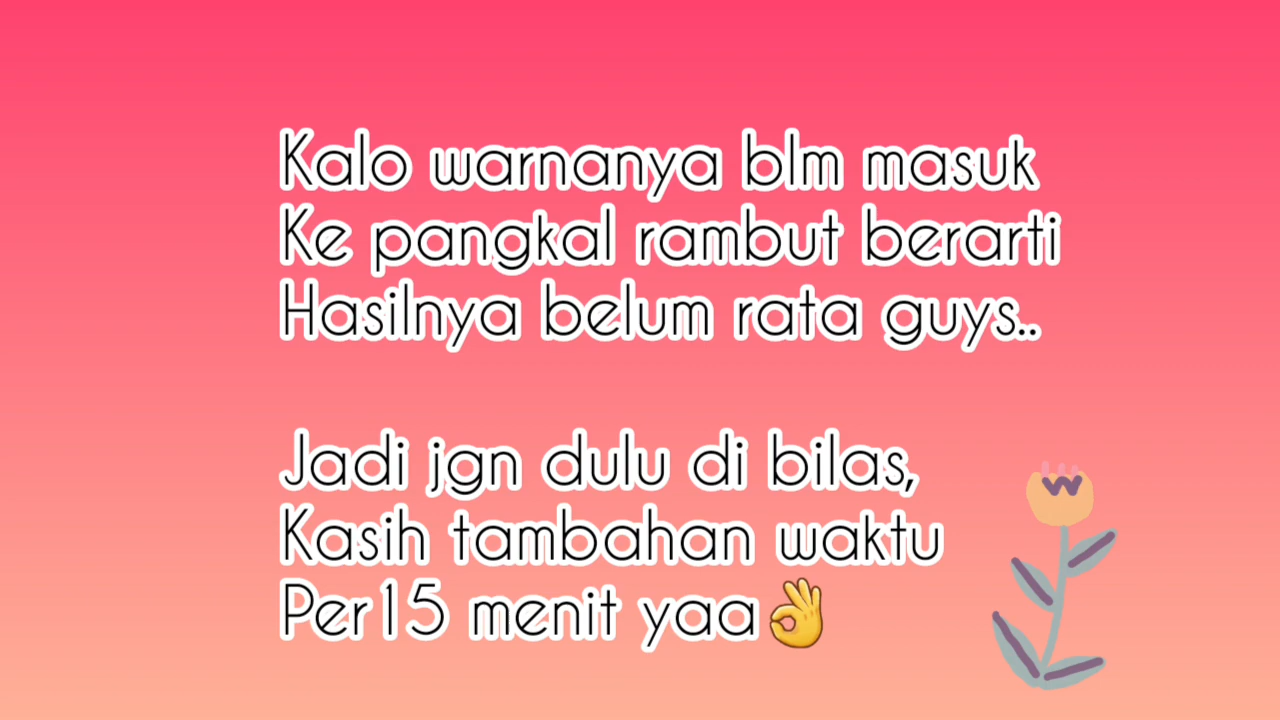 Kalo warnanya blm masuk
Ke pangkal rambut berarti
Hasilnya belum rata guys..
Jadi jgn dulu di bilas,
Kasih tambahan waktu
Per15 menit yaa👌